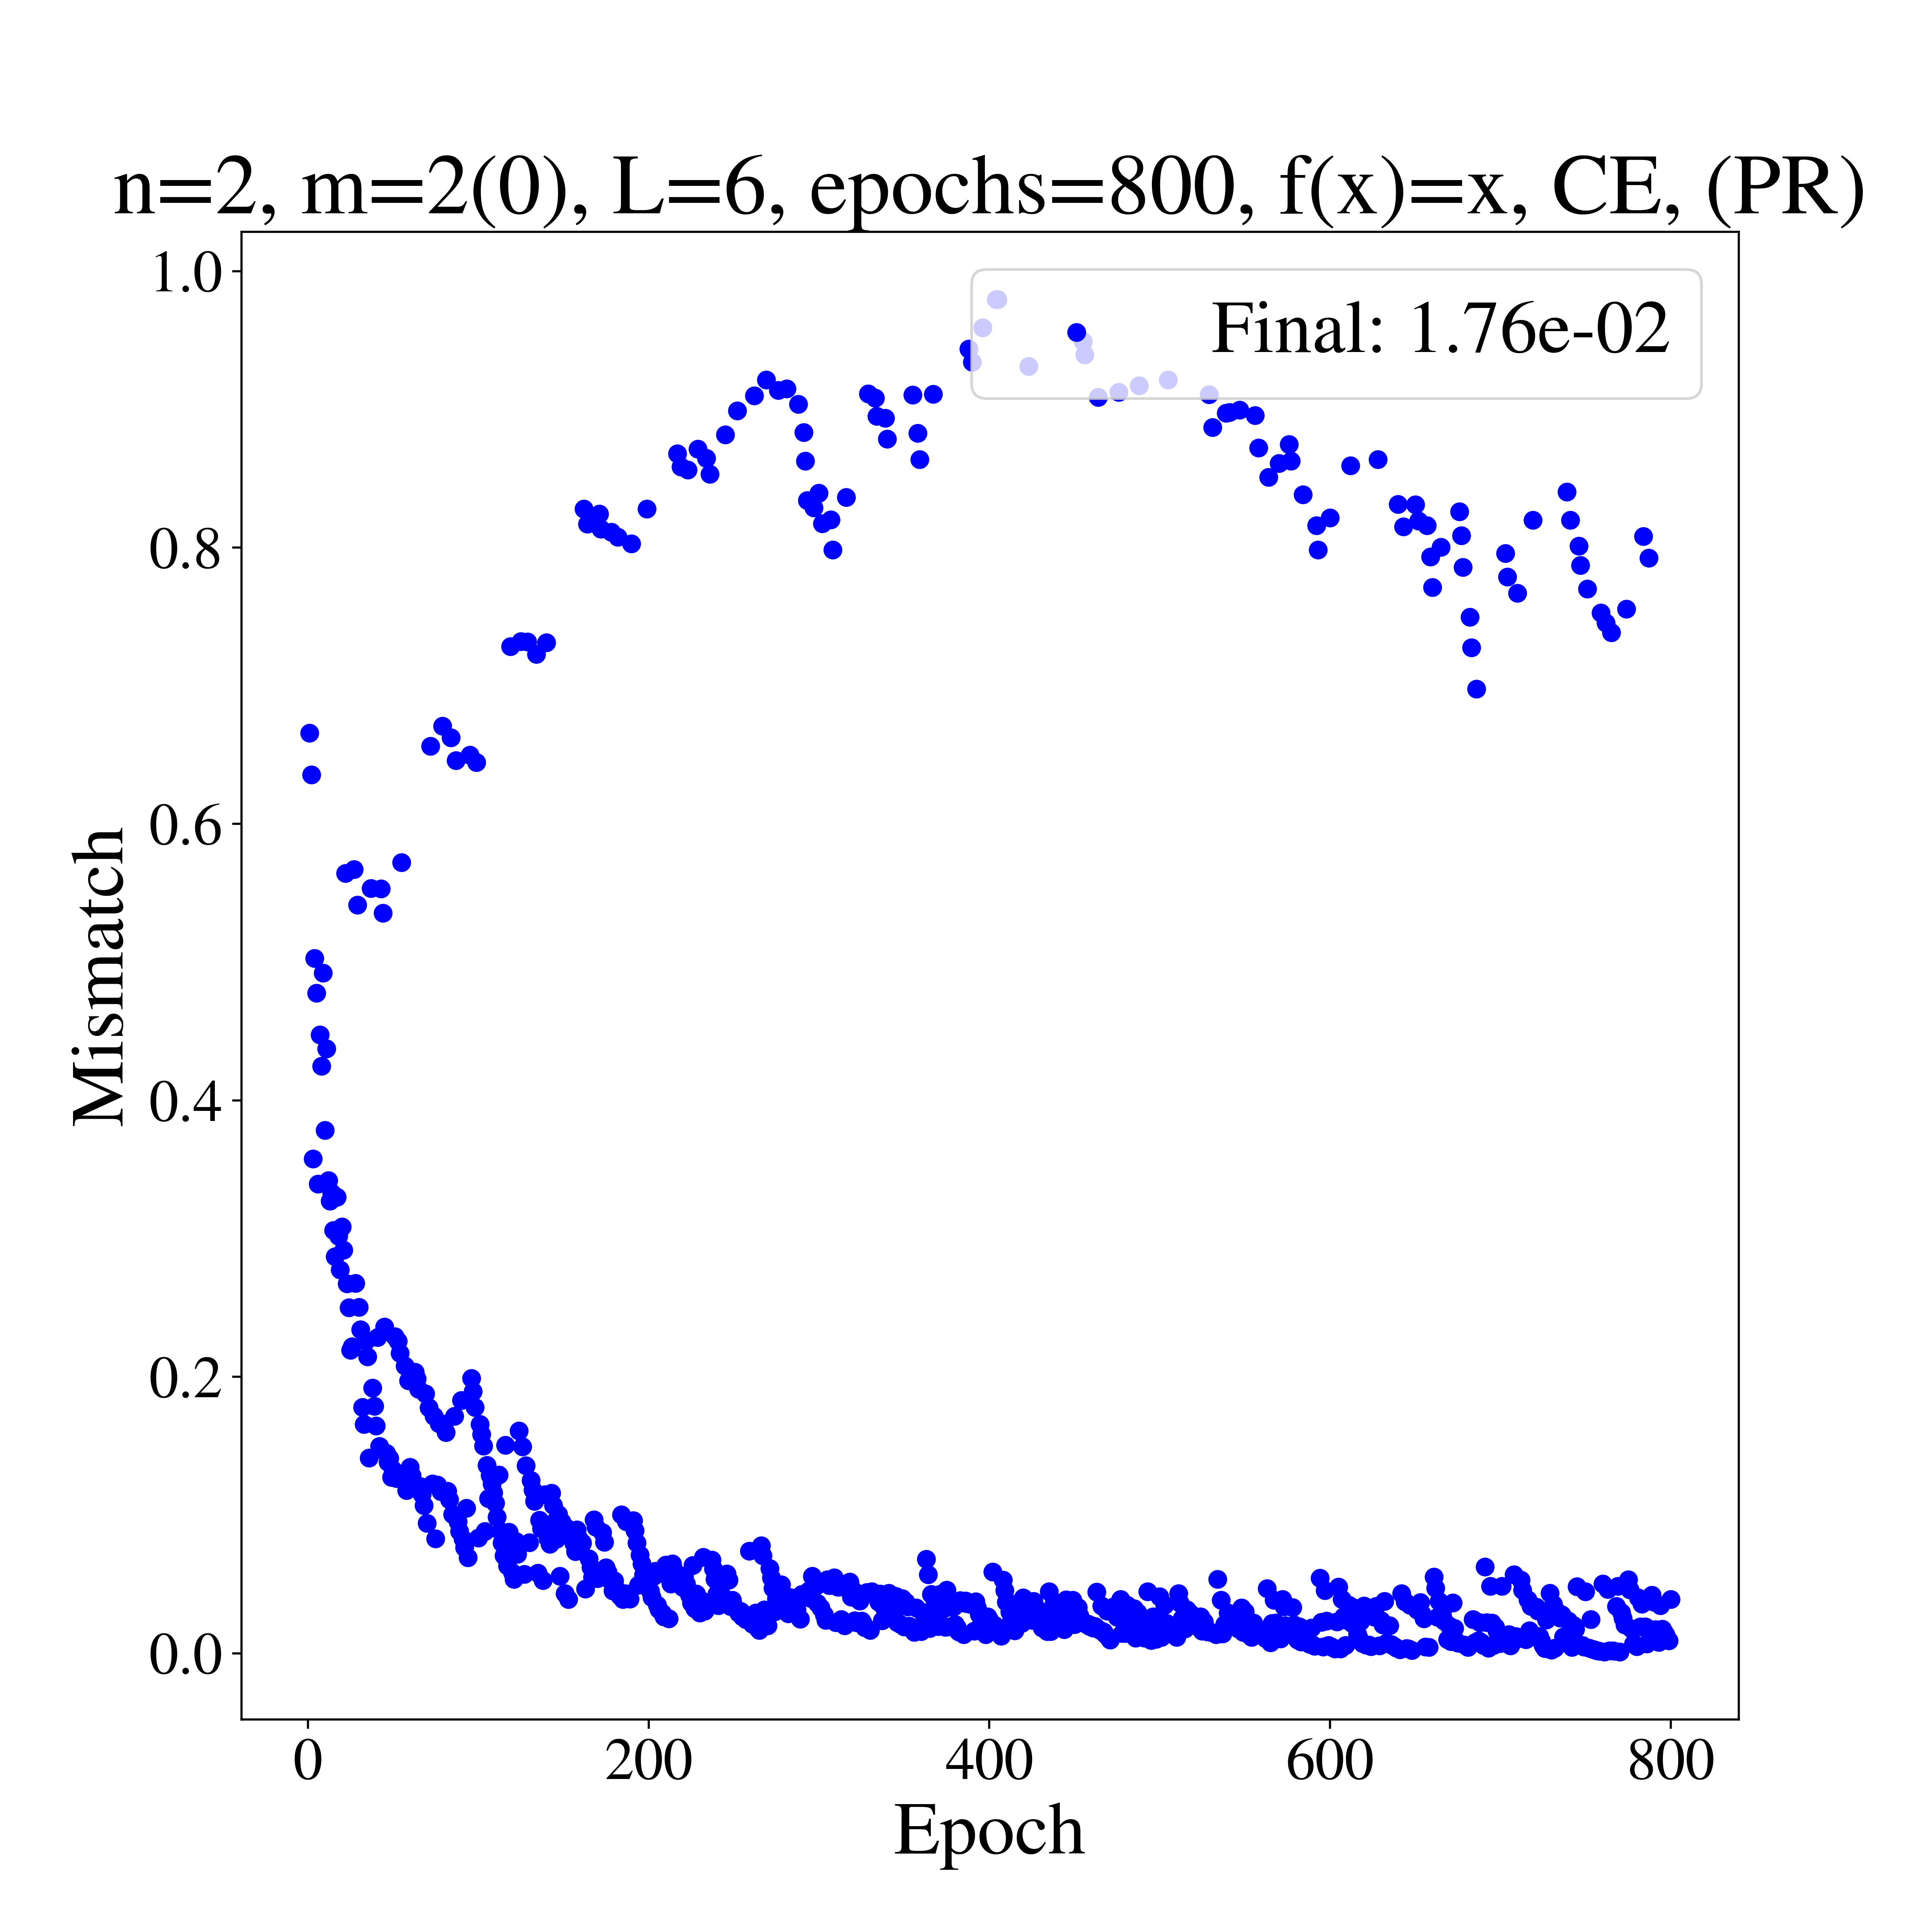 n=2, m=2(0), L=6, epochs=800, f(x)=x, CE, (PR)
Final: 1.76e-02
1.0
0.8
0.6
0.4
0.2
0.0
Mismatch
0 200 400 600 800
Epoch